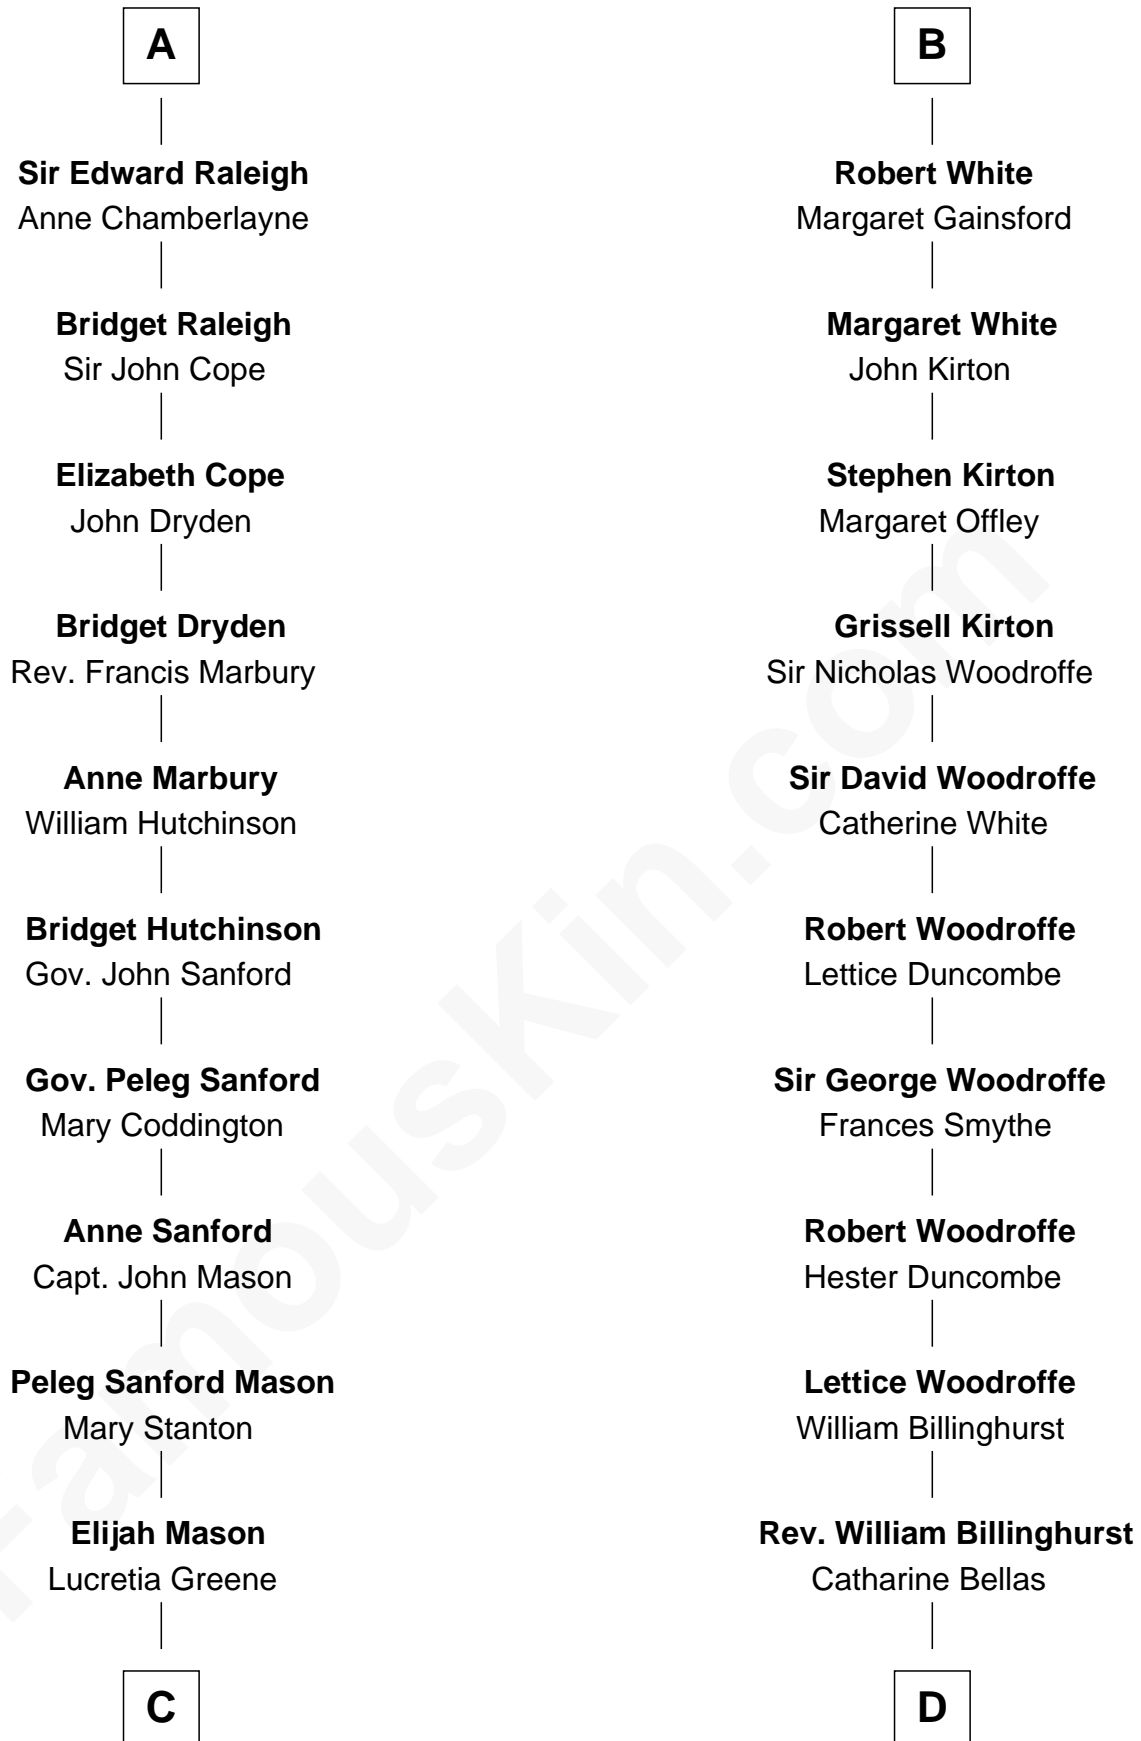 A
Sir Edward Raleigh
Anne Chamberlayne
Bridget Raleigh
Sir John Cope
Elizabeth Cope
John Dryden
Bridget Dryden
Rev. Francis Marbury
Anne Marbury
William Hutchinson
Bridget Hutchinson
Gov. John Sanford
Gov. Peleg Sanford
Mary Coddington
Anne Sanford
Capt. John Mason
Peleg Sanford Mason
Mary Stanton
Elijah Mason
Lucretia Greene
C
B
Robert White
Margaret Gainsford
Margaret White
John Kirton
Stephen Kirton
Margaret Offley
Grissell Kirton
Sir Nicholas Woodroffe
Sir David Woodroffe
Catherine White
Robert Woodroffe
Lettice Duncombe
Sir George Woodroffe
Frances Smythe
Robert Woodroffe
Hester Duncombe
Lettice Woodroffe
William Billinghurst
Rev. William Billinghurst
Catharine Bellas
D
FamousKin.com